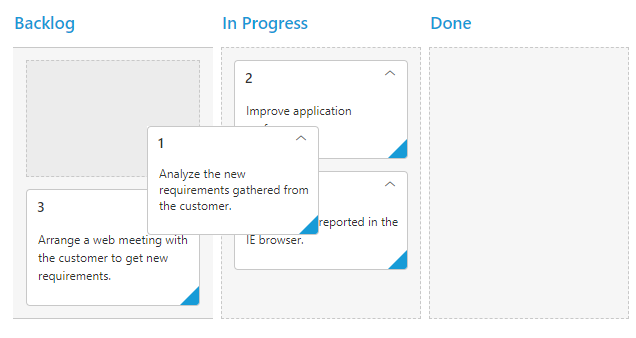 Backlog
In Progress
Done
2
Improve application
1
Analyze the new
requirements gathered from
the customer.
3
Arrange a web meeting with
the customer to get new
requirements.
reported in the
IE browser.